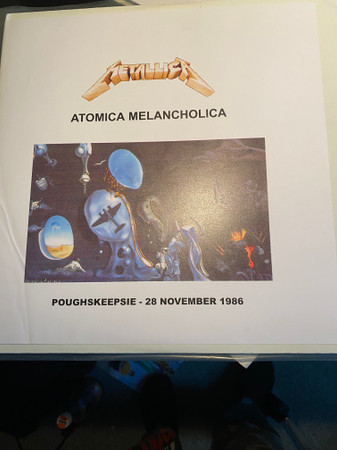 METALLICA
ATOMICA MELANCHOLICA
POUGHSKEEPSIE - 28 NOVEMBER 1986